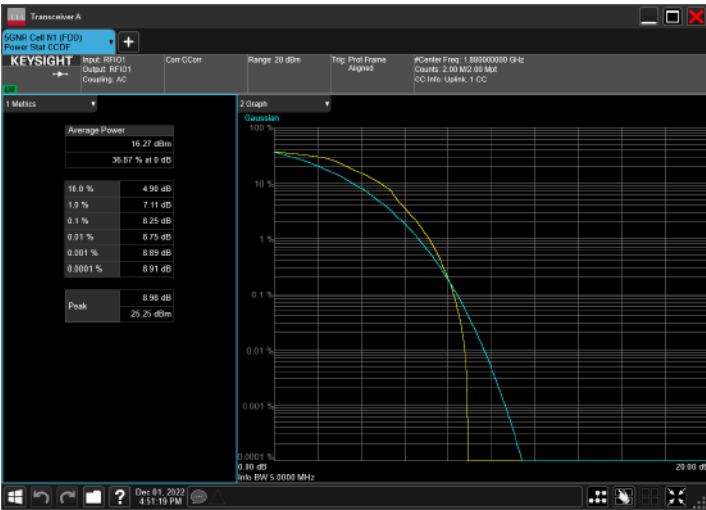 Transceiver A
5GNR Cell N1 (FDD)
Power Stat CCDF
KEYSIGHT
Input: RFIO1
Output: RFIO1
Coupling: AC
Corr CCorr
Range: 20 dBm
Trig: Prot Frame
Aligned
#Center Freq: 1.880000000 GHz
Counts: 2.00 M/2.00 Mpt
CC Info: Uplink, 1 CC
1 Metrics
Average Power
16.27 dBm
36.87 % at 0 dB
10.0 % 4.90 dB
1.0 % 7.11 dB
0.1 % 8.25 dB
0.01 % 8.75 dB
0.001 % 8.89 dB
0.0001 % 8.91 dB
Peak
8.98 dB
25.25 dBm
2 Graph
Gaussian
100 %
10 %
1 %
0.1 %
0.01 %
0.001 %
0.0001 %
0.00 dB
20.00 dB
Info BW 5.0000 MHz
?
Dec 01, 2022
4:51:19 PM